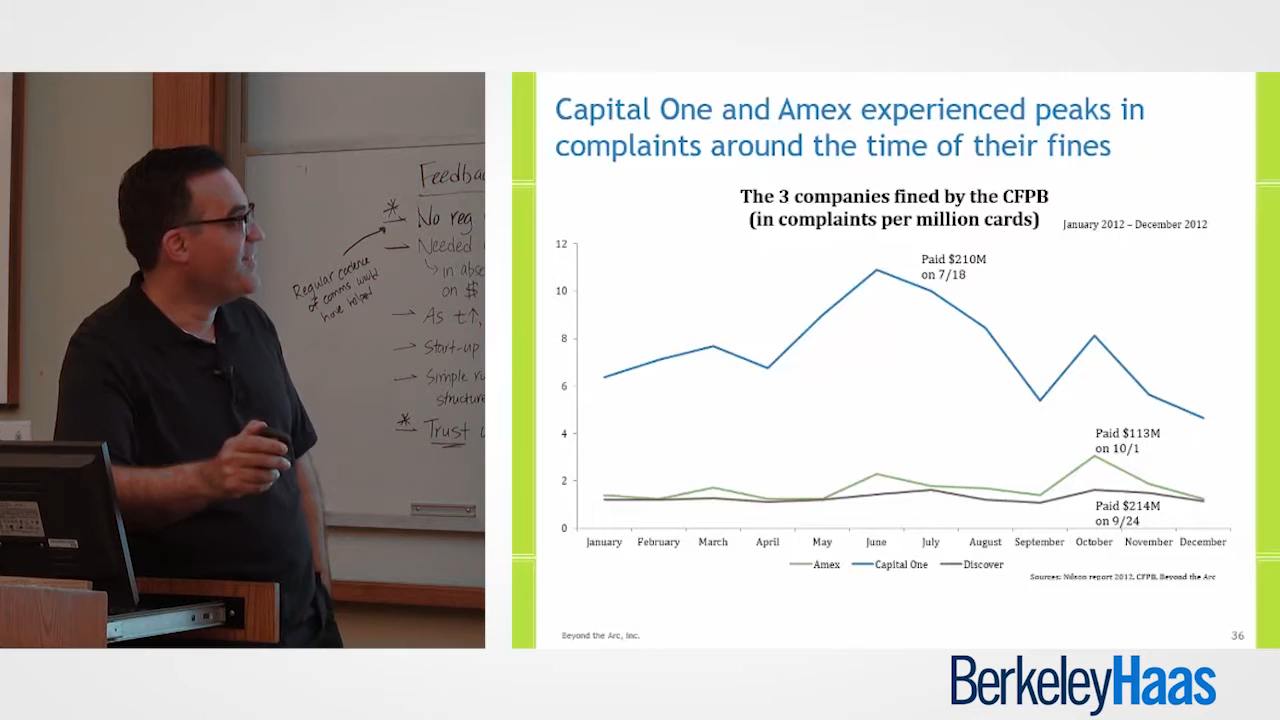 Feedba
* No reg
Needed
in abso
on $
Regular cadence
of comms would
have helped
As t↑,
Start-up
Simple ru
structure
* Trust
Capital One and Amex experienced peaks in
complaints around the time of their fines
The 3 companies fined by the CFPB
(in complaints per million cards)
January 2012 – December 2012
12
10
8
6
4
2
0
Paid $210M
on 7/18
Paid $113M
on 10/1
Paid $214M
on 9/24
January February March April May June July August September October November December
Amex Capital One Discover
Sources: Nilson report 2012, CFPB, Beyond the Arc
Beyond the Arc, Inc.
36
BerkeleyHaas